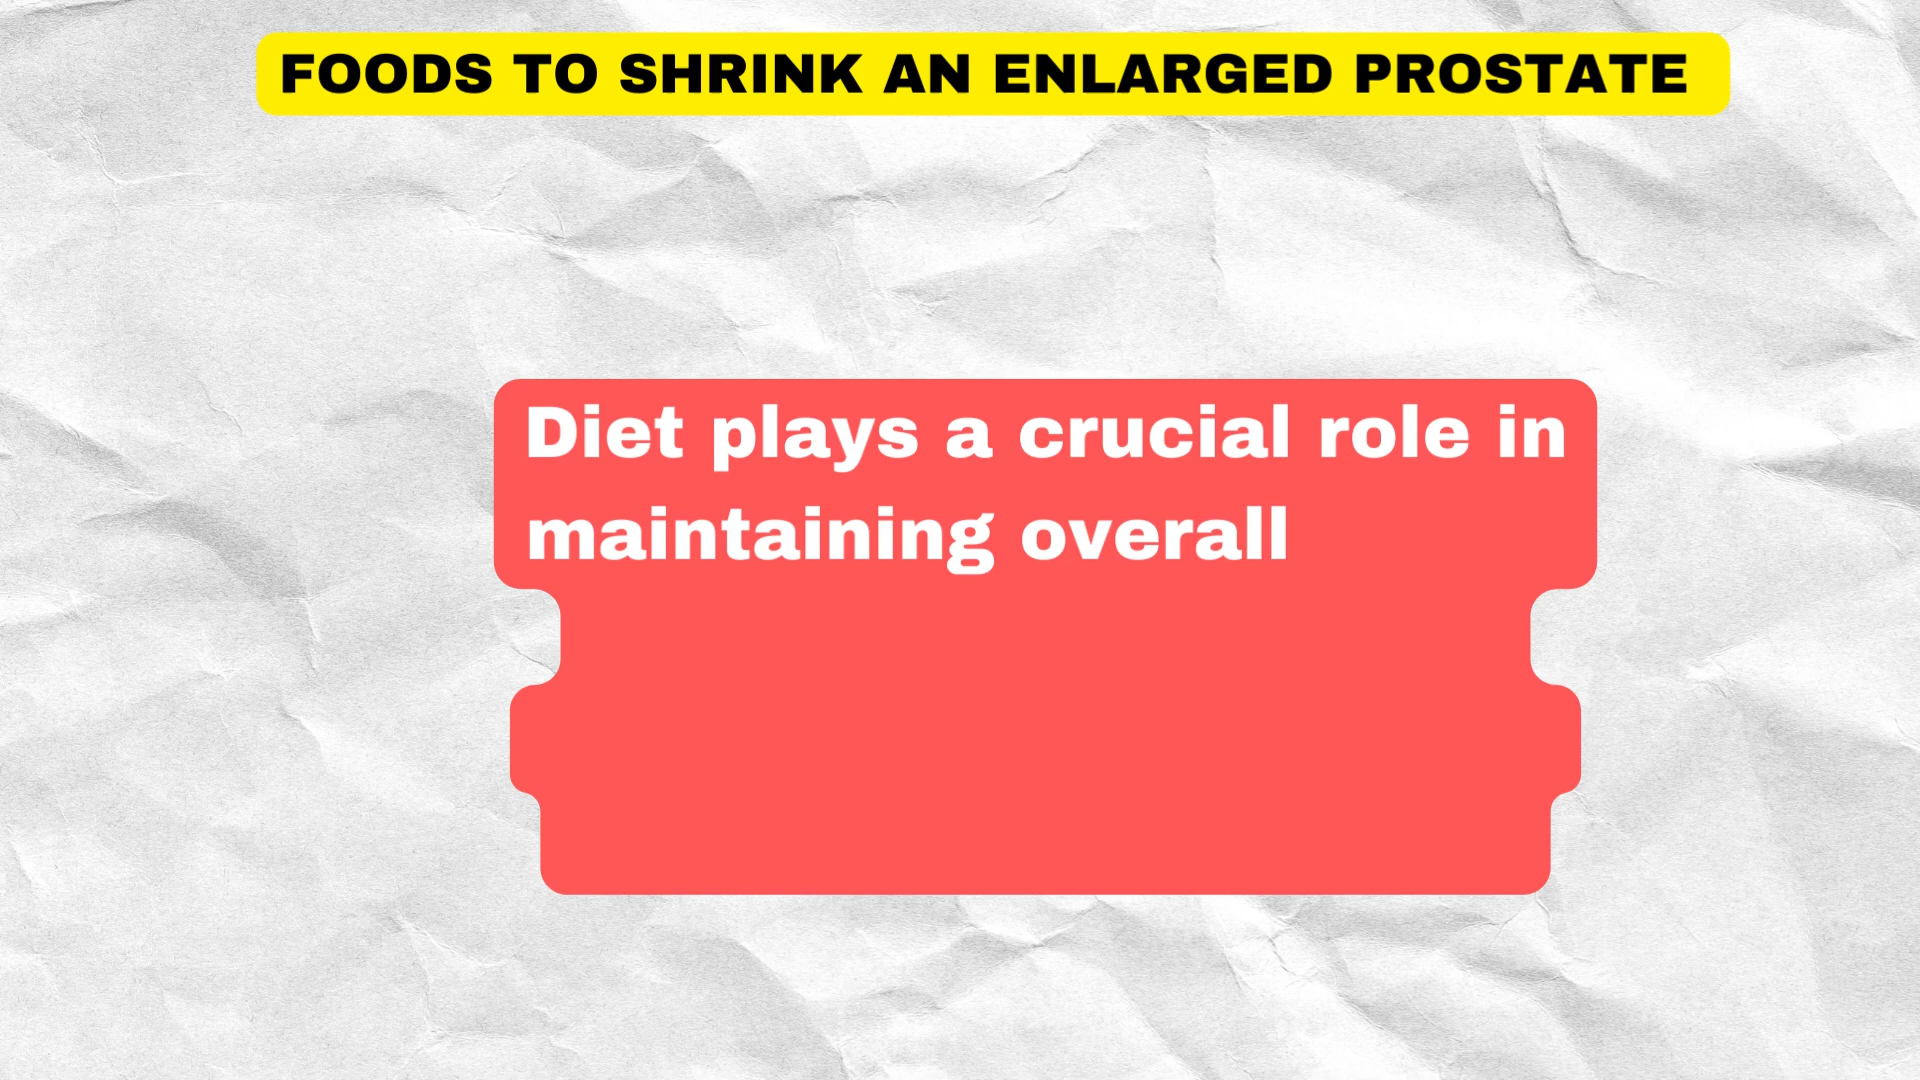 FOODS TO SHRINK AN ENLARGED PROSTATE
Diet plays a crucial role in
maintaining overall